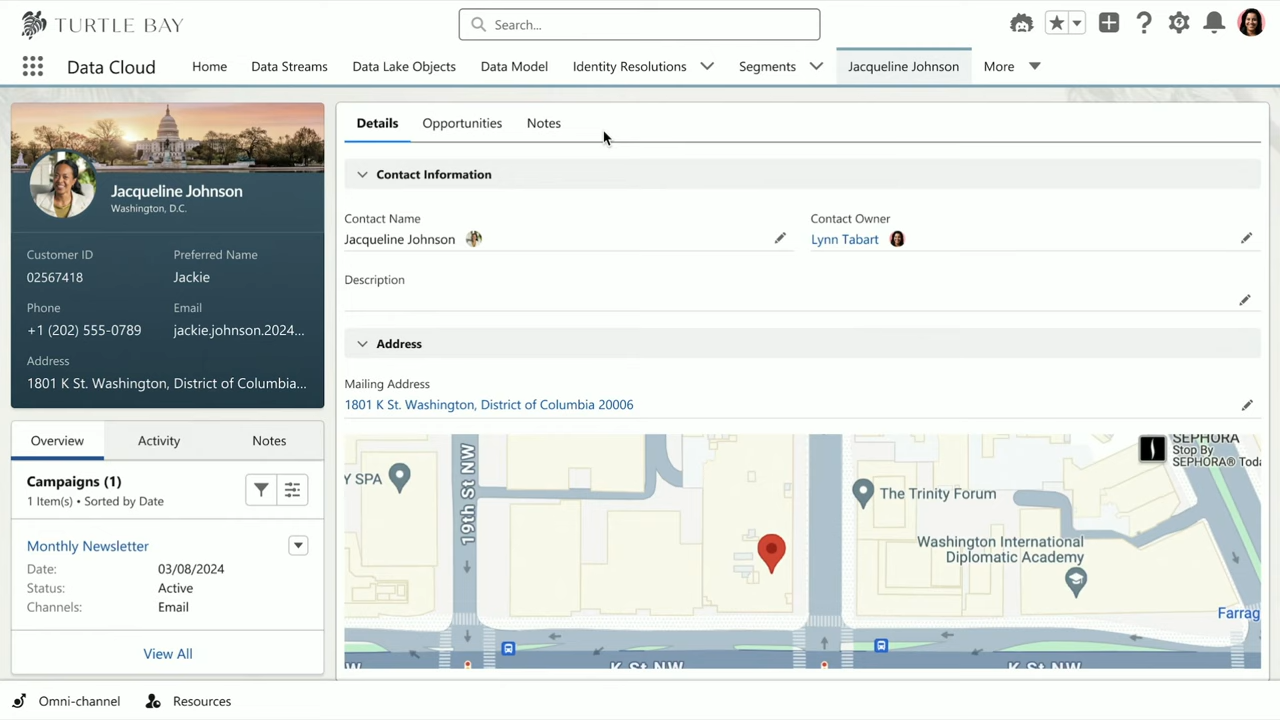 TURTLE BAY
Search...
Data Cloud
Home
Data Streams
Data Lake Objects
Data Model
Identity Resolutions
Segments
Jacqueline Johnson
More
Jacqueline Johnson
Washington, D.C.
Customer ID
Preferred Name
02567418
Jackie
Phone
Email
+1 (202) 555-0789
jackie.johnson.2024...
Address
1801 K St. Washington, District of Columbia...
Overview
Activity
Notes
Campaigns (1)
1 Item(s) • Sorted by Date
Monthly Newsletter
Date: 03/08/2024
Status: Active
Channels: Email
View All
Details
Opportunities
Notes
Contact Information
Contact Name
Jacqueline Johnson
Contact Owner
Lynn Tabart
Description
Address
Mailing Address
1801 K St. Washington, District of Columbia 20006
Y SPA
19th St NW
The Trinity Forum
Washington International
Diplomatic Academy
SEPHORA
Stop By
SEPHORA® Toda
Farrag
W
K St NW
K St NW
Omni-channel
Resources